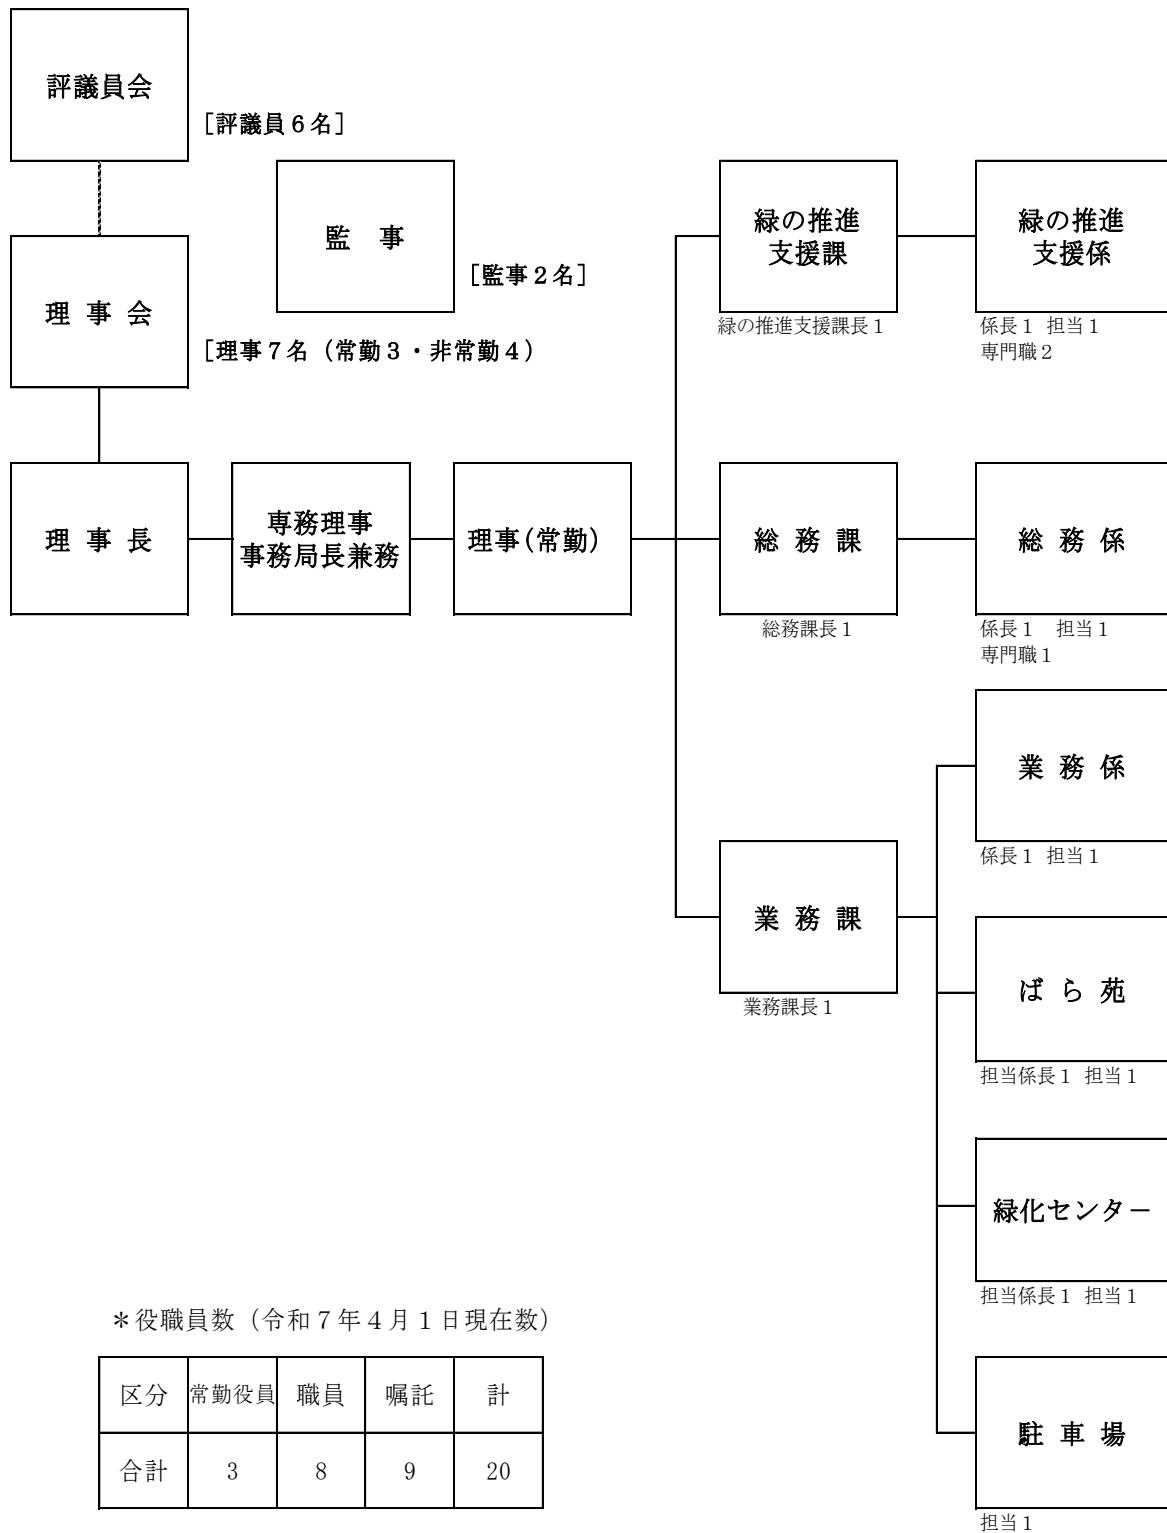 評議員会
［評議員６名］
監　事
［監事２名］
理 事 会
［理事７名（常勤３・非常勤４）
理 事 長
専務理事
事務局長兼務
理事(常勤)
緑の推進
支援課
緑の推進支援課長１
緑の推進
支援係
係長１ 担当１
専門職２
総 務 課
総務課長１
総 務 係
係長１　担当１
専門職１
業 務 課
業務課長１
業 務 係
係長１ 担当１
ば ら 苑
担当係長１ 担当１
緑化センター
担当係長１ 担当１
駐 車 場
担当１
＊役職員数（令和７年４月１日現在数）
区分 常勤役員 職員 嘱託 計
合計 3 8 9 20